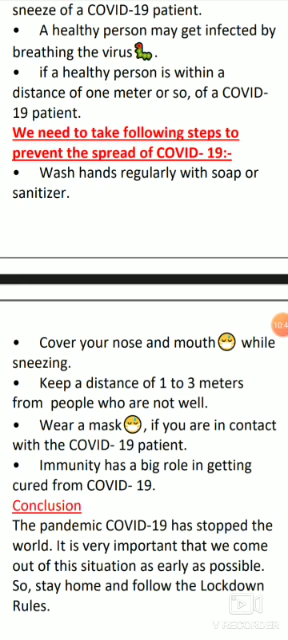 sneeze of a COVID-19 patient.
• A healthy person may get infected by
breathing the virus🐛.
• if a healthy person is within a
distance of one meter or so, of a COVID-
19 patient.
We need to take following steps to
prevent the spread of COVID- 19:-
• Wash hands regularly with soap or
sanitizer.
• Cover your nose and mouth😷 while
sneezing.
• Keep a distance of 1 to 3 meters
from people who are not well.
• Wear a mask😷, if you are in contact
with the COVID- 19 patient.
• Immunity has a big role in getting
cured from COVID- 19.
Conclusion
The pandemic COVID-19 has stopped the
world. It is very important that we come
out of this situation as early as possible.
So, stay home and follow the Lockdown
Rules.
V RECORDER